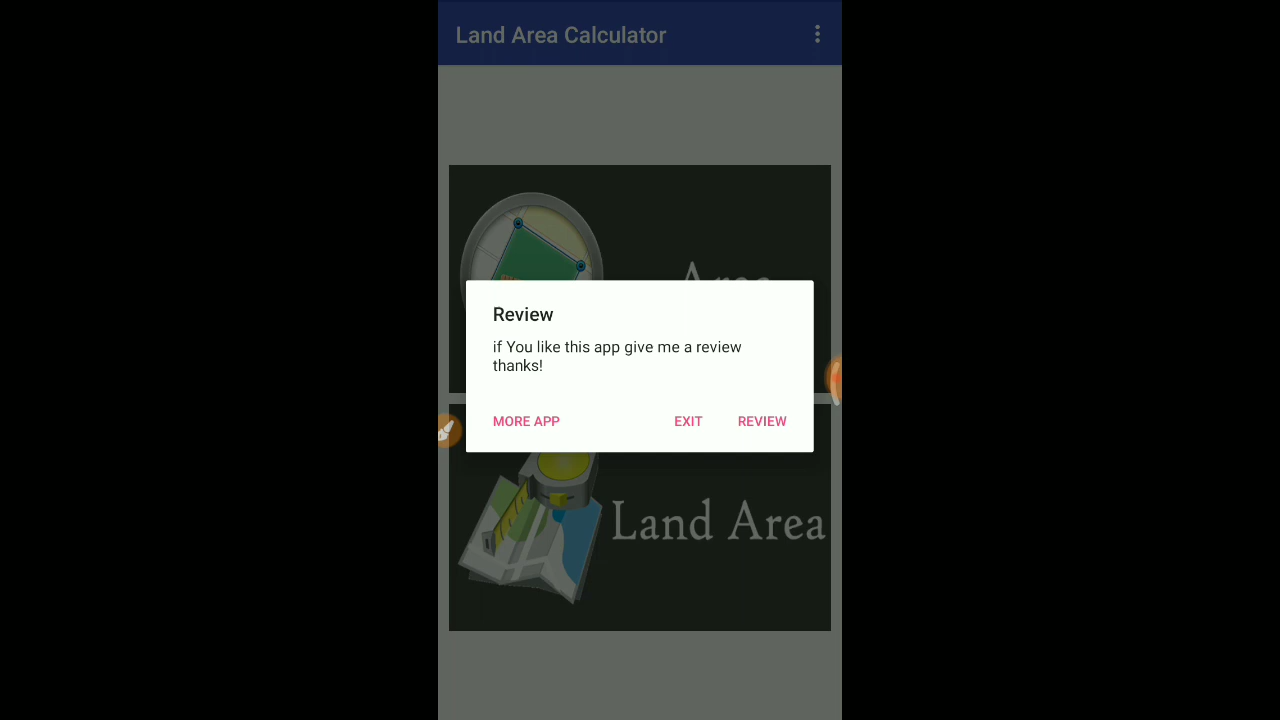 Land Area Calculator
Area
Review
if You like this app give me a review
thanks!
MORE APP
EXIT
REVIEW
Land Area